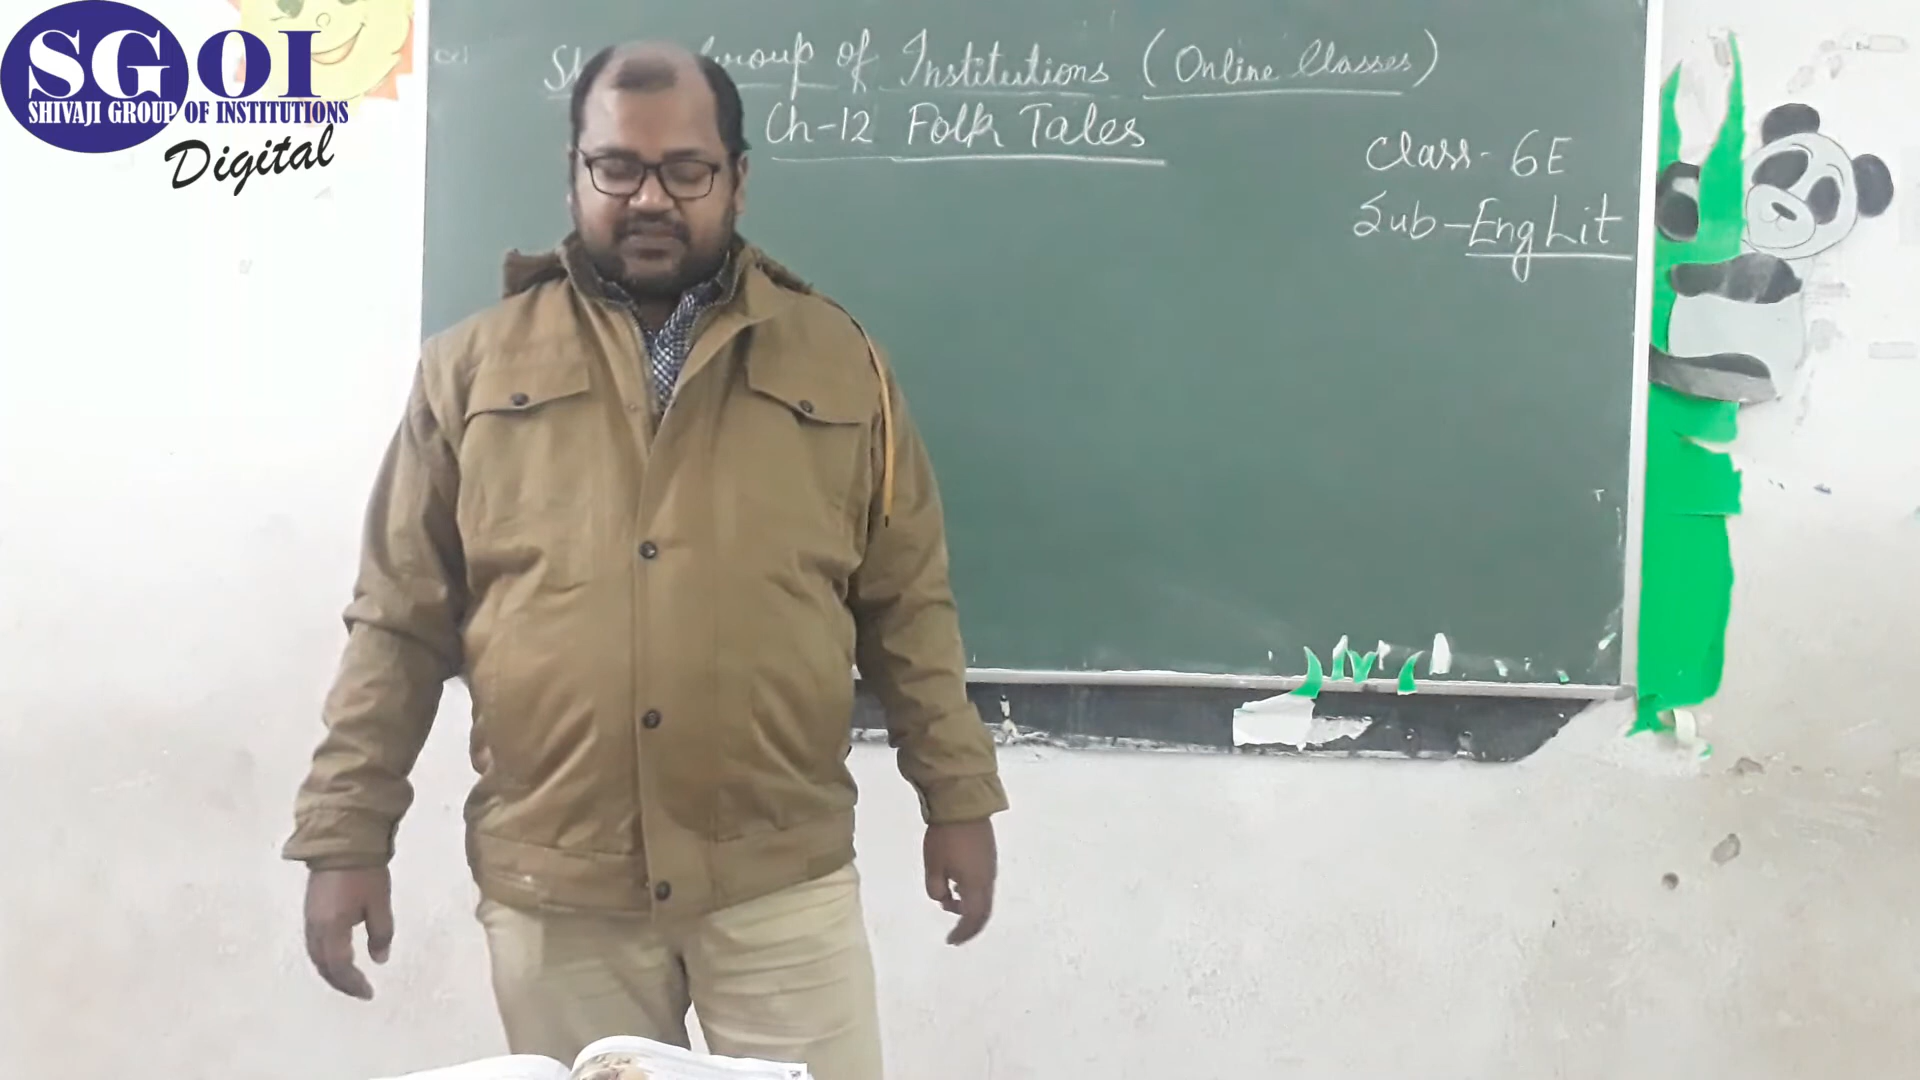 SGOI
SHIVAJI GROUP OF INSTITUTIONS
Digital
Group of Institutions (Online Classes)
Ch-12 Folk Tales
Class- 6E
Sub-Eng Lit